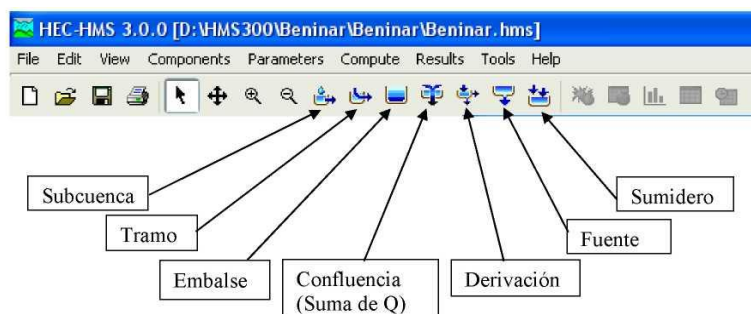 HEC-HMS 3.0.0 [D:\HMS300\Beninar\Beninar\Beninar.hms]
File Edit View Components Parameters Compute Results Tools Help
Subcuenca
Sumidero
Tramo
Fuente
Embalse
Confluencia
(Suma de Q)
Derivación